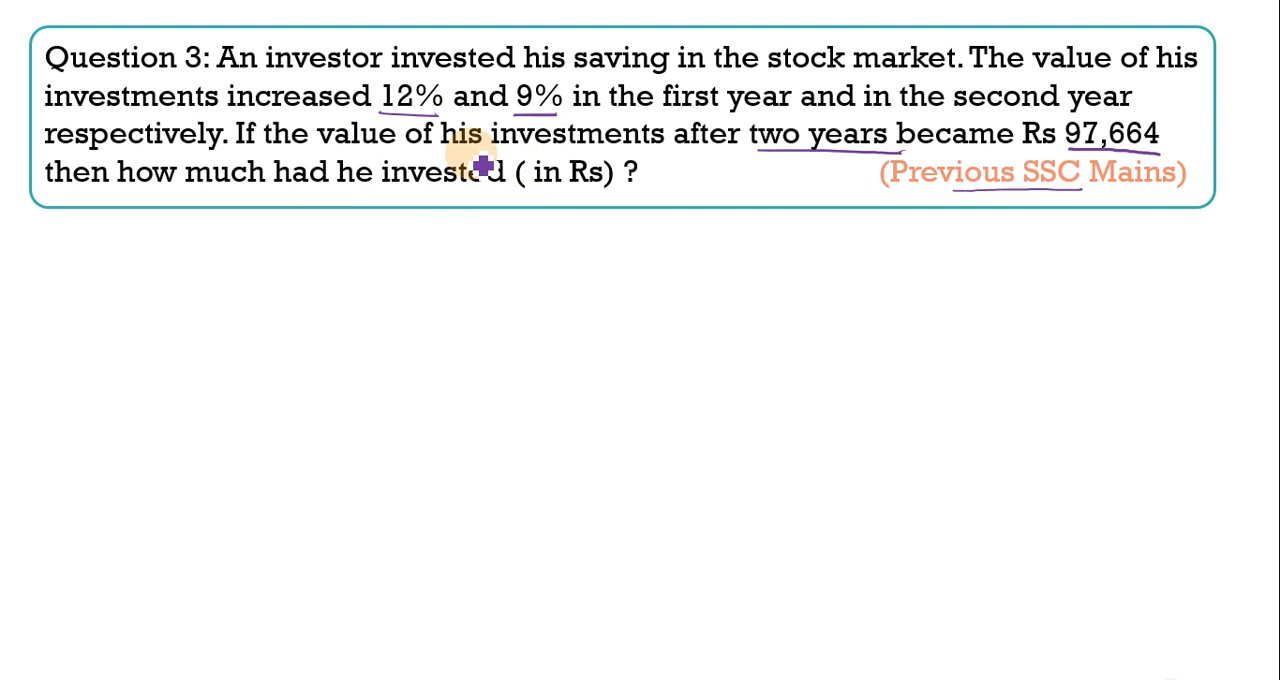 Question 3: An investor invested his saving in the stock market. The value of his
investments increased 12% and 9% in the first year and in the second year
respectively. If the value of his investments after two years became Rs 97,664
then how much had he invested ( in Rs) ? (Previous SSC Mains)